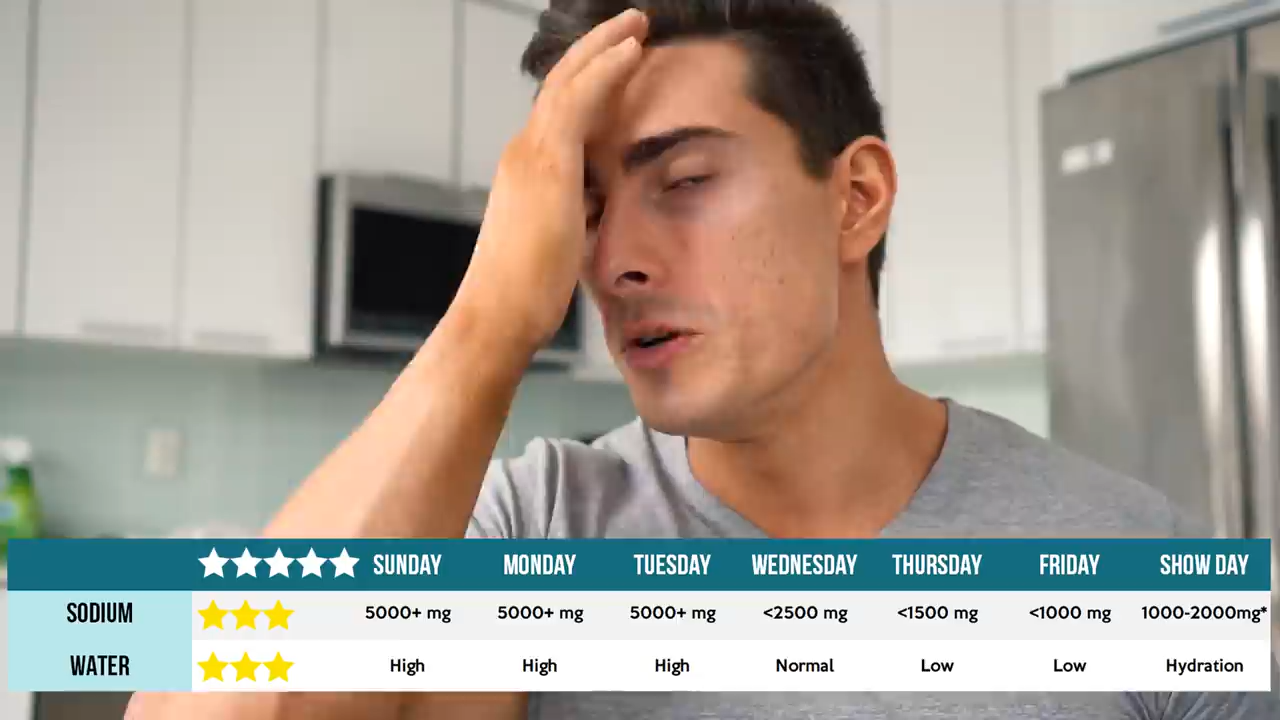 SUNDAY MONDAY TUESDAY WEDNESDAY THURSDAY FRIDAY SHOW DAY
SODIUM 5000+ mg 5000+ mg 5000+ mg <2500 mg <1500 mg <1000 mg 1000-2000mg*
WATER High High High Normal Low Low Hydration